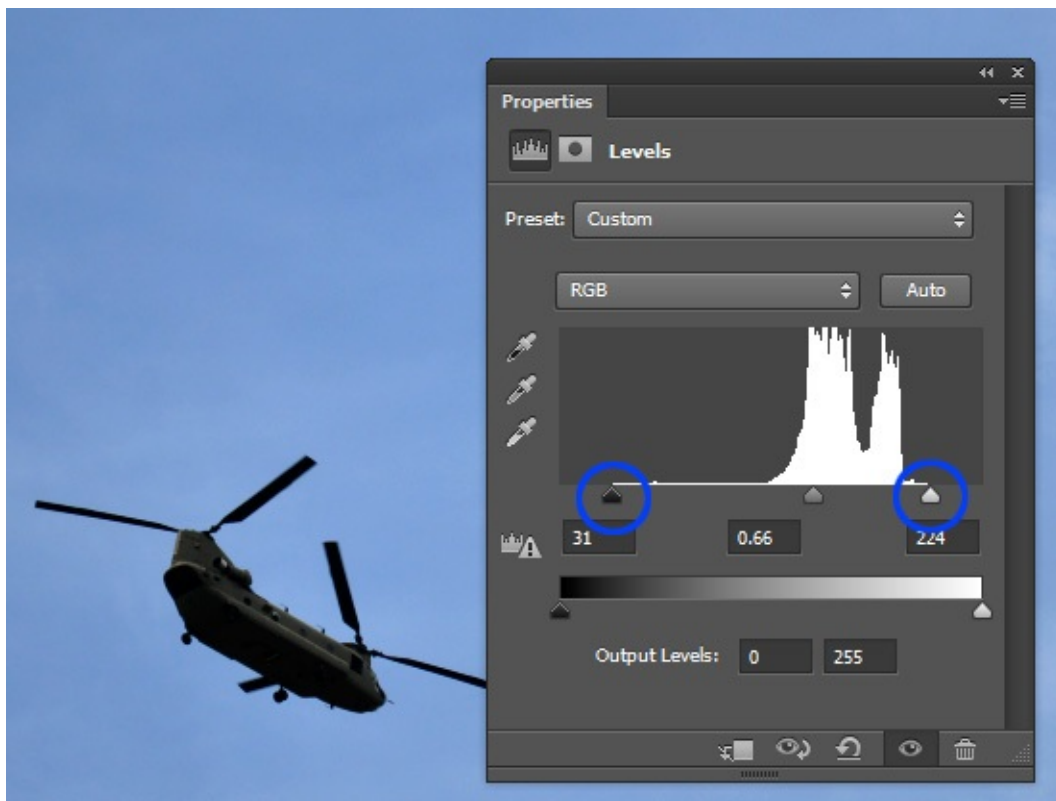 Properties
Levels
Preset: Custom
RGB Auto
31 0.66 224
Output Levels: 0 255